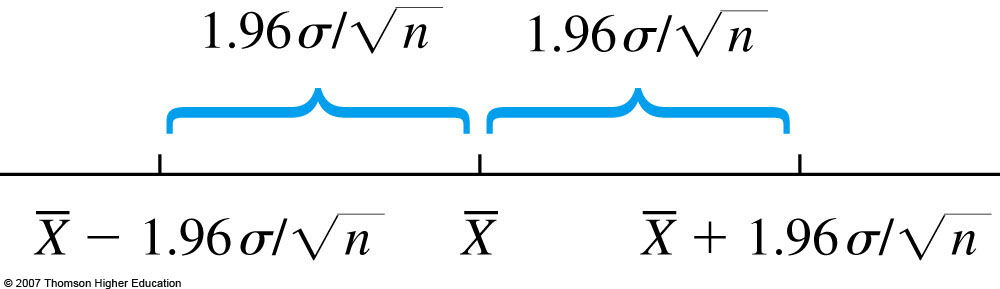 1.96σ/√n 1.96σ/√n
X̅ − 1.96σ/√n X̅ X̅ + 1.96σ/√n
© 2007 Thomson Higher Education